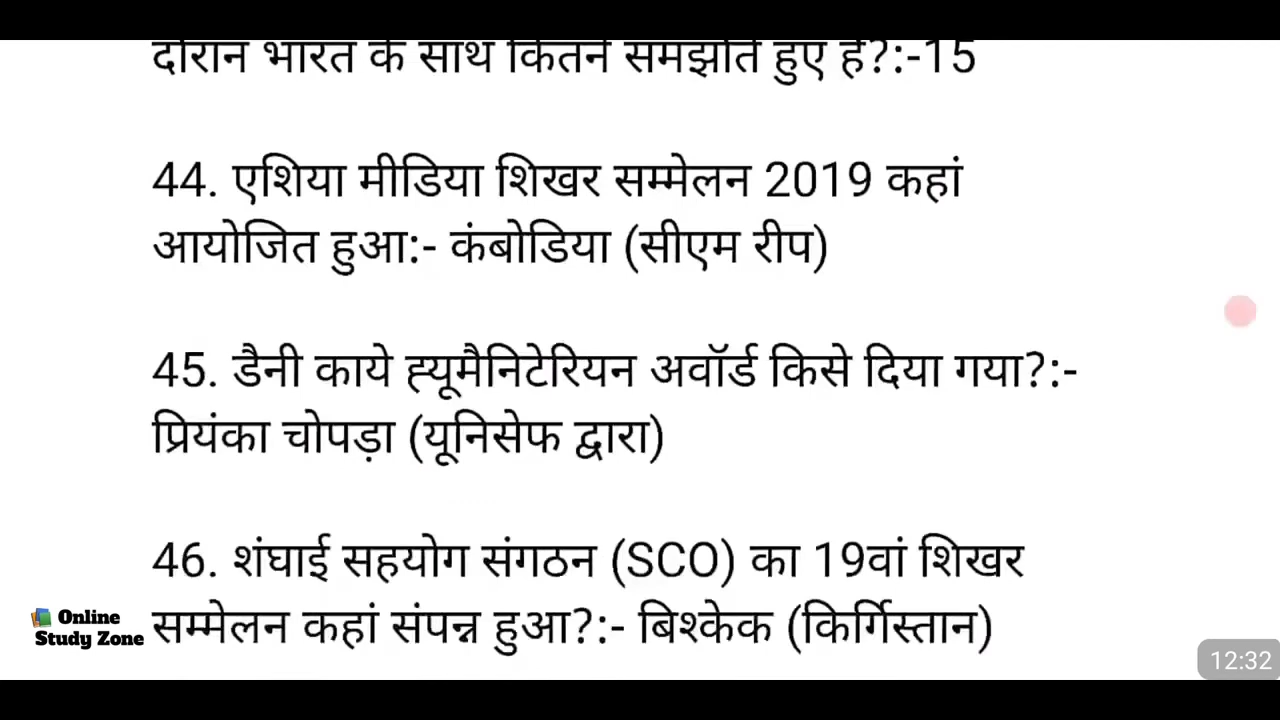 दौरान भारत के साथ कितने समझौते हुए हैं?:-15
44. एशिया मीडिया शिखर सम्मेलन 2019 कहां
आयोजित हुआ:- कंबोडिया (सीएम रीप)
45. डैनी काये ह्यूमैनिटेरियन अवॉर्ड किसे दिया गया?:-
प्रियंका चोपड़ा (यूनिसेफ द्वारा)
46. शंघाई सहयोग संगठन (SCO) का 19वां शिखर
सम्मेलन कहां संपन्न हुआ?:- बिश्केक (किर्गिस्तान)
Online
Study Zone
12:32